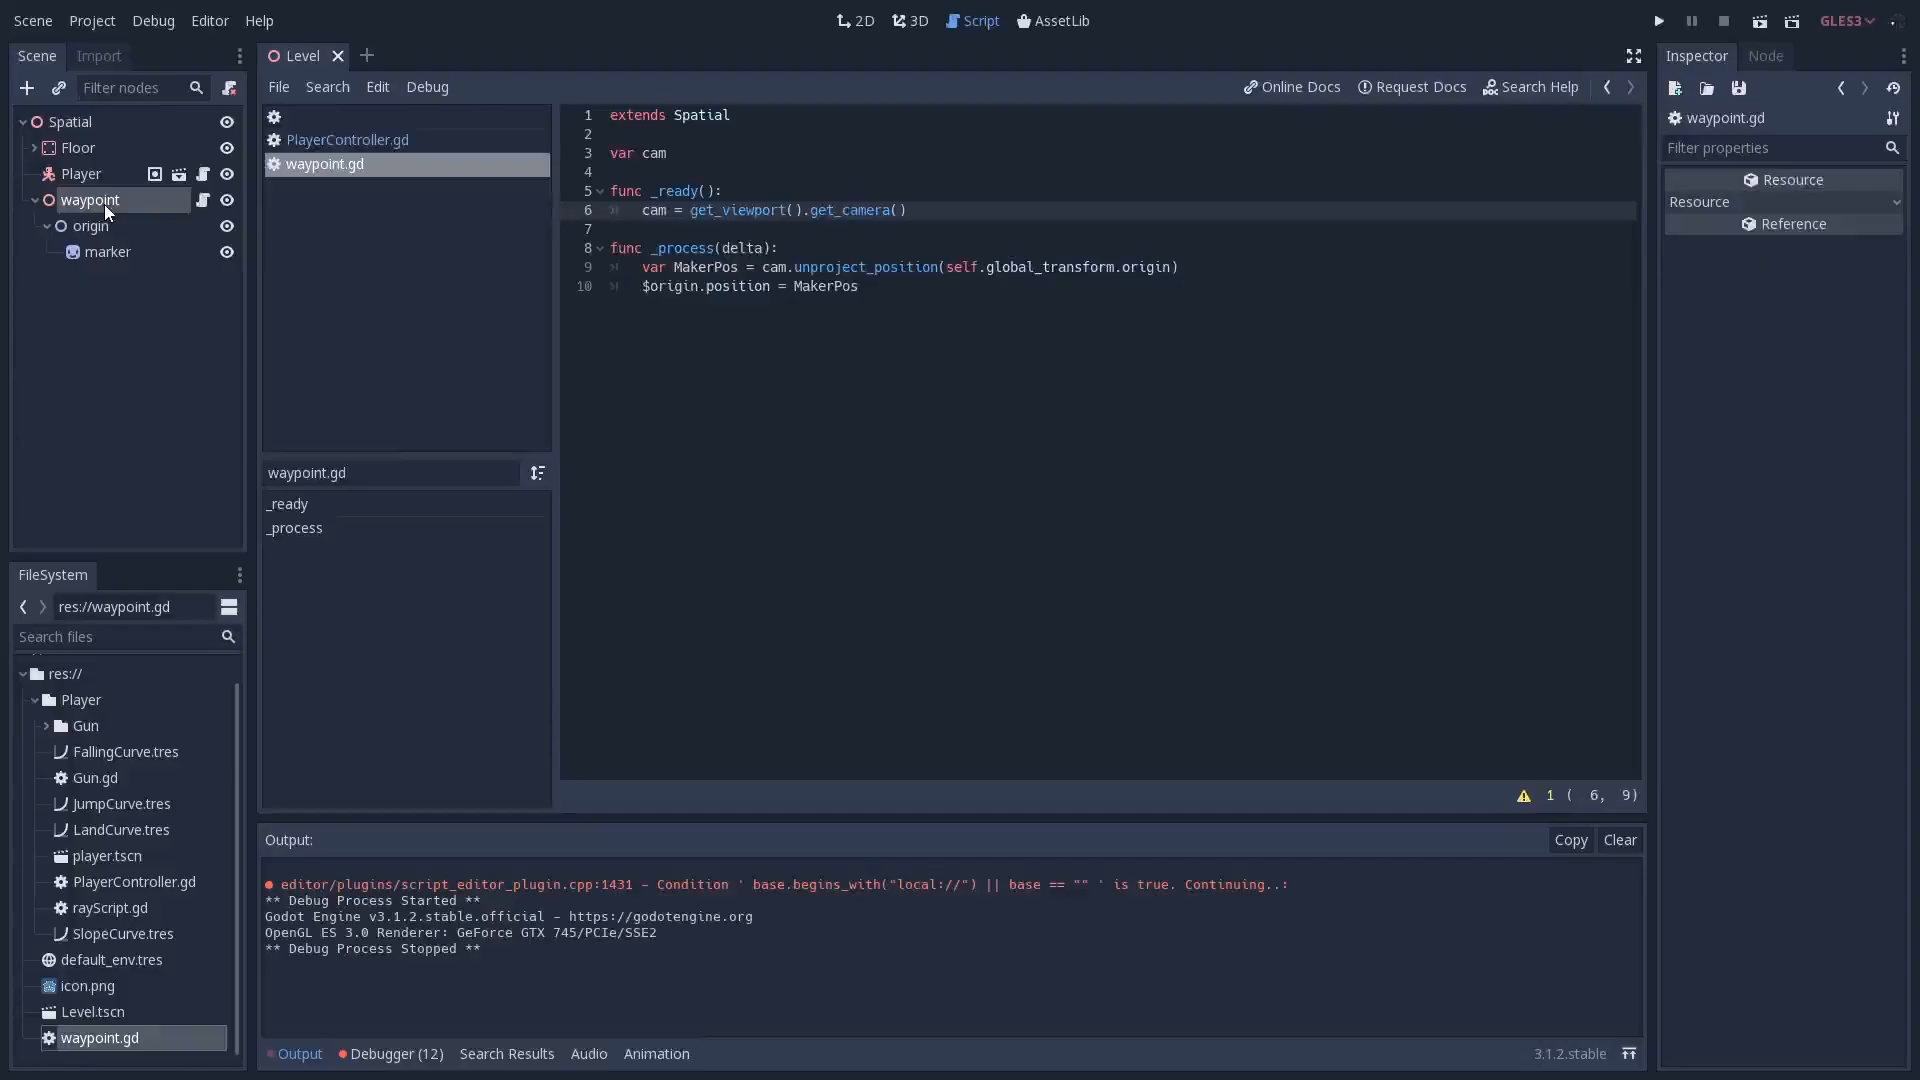 Scene Project Debug Editor Help
2D 3D Script AssetLib
GLES3
Scene Import
Filter nodes
Spatial
Floor
Player
waypoint
origin
marker
FileSystem
res://waypoint.gd
Search files
res://
Player
Gun
FallingCurve.tres
Gun.gd
JumpCurve.tres
LandCurve.tres
player.tscn
PlayerController.gd
rayScript.gd
SlopeCurve.tres
default_env.tres
icon.png
Level.tscn
waypoint.gd
Level
File Search Edit Debug
Online Docs Request Docs Search Help
PlayerController.gd
waypoint.gd
waypoint.gd
_ready
_process
1 extends Spatial
2
3 var cam
4
5 func _ready():
6 cam = get_viewport().get_camera()
7
8 func _process(delta):
9 var MakerPos = cam.unproject_position(self.global_transform.origin)
10 $origin.position = MakerPos
1 ( 6, 9)
Output:
Copy Clear
editor/plugins/script_editor_plugin.cpp:1431 - Condition ' base.begins_with("local://") || base == "" ' is true. Continuing..:
** Debug Process Started **
Godot Engine v3.1.2.stable.official - https://godotengine.org
OpenGL ES 3.0 Renderer: GeForce GTX 745/PCIe/SSE2
** Debug Process Stopped **
Output Debugger (12) Search Results Audio Animation
3.1.2.stable
Inspector Node
waypoint.gd
Filter properties
Resource
Resource
Reference